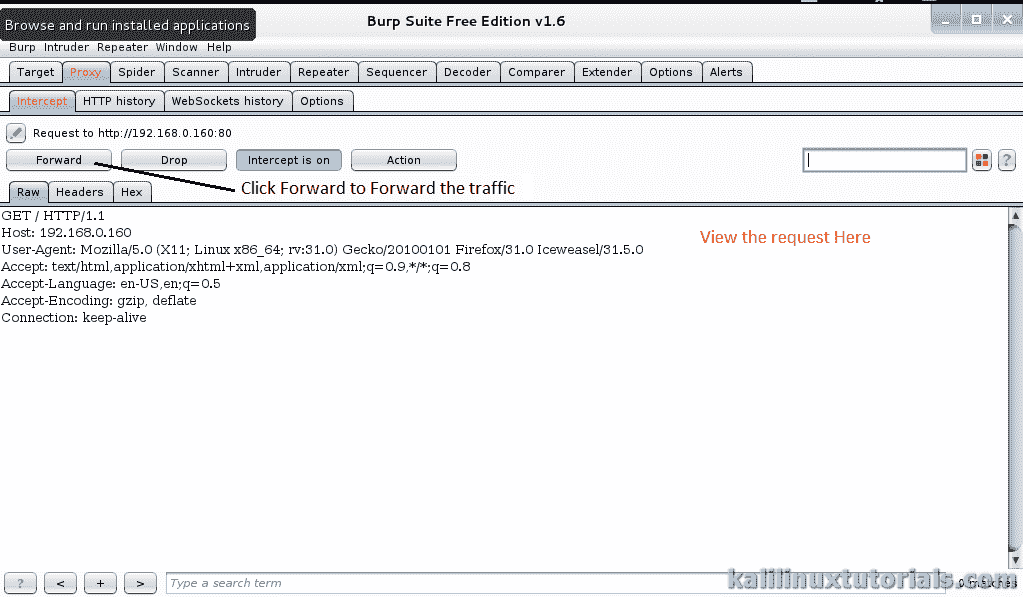 Browse and run installed applications
Burp Suite Free Edition v1.6
Burp Intruder Repeater Window Help
Target Proxy Spider Scanner Intruder Repeater Sequencer Decoder Comparer Extender Options Alerts
Intercept HTTP history WebSockets history Options
Request to http://192.168.0.160:80
Forward Drop Intercept is on Action ?
Click Forward to Forward the traffic
Raw Headers Hex
GET / HTTP/1.1
Host: 192.168.0.160
User-Agent: Mozilla/5.0 (X11; Linux x86_64; rv:31.0) Gecko/20100101 Firefox/31.0 Iceweasel/31.5.0
View the request Here
Accept: text/html,application/xhtml+xml,application/xml;q=0.9,*/*;q=0.8
Accept-Language: en-US,en;q=0.5
Accept-Encoding: gzip, deflate
Connection: keep-alive
? < + > Type a search term 0 matches
kalilinuxtutorials.com